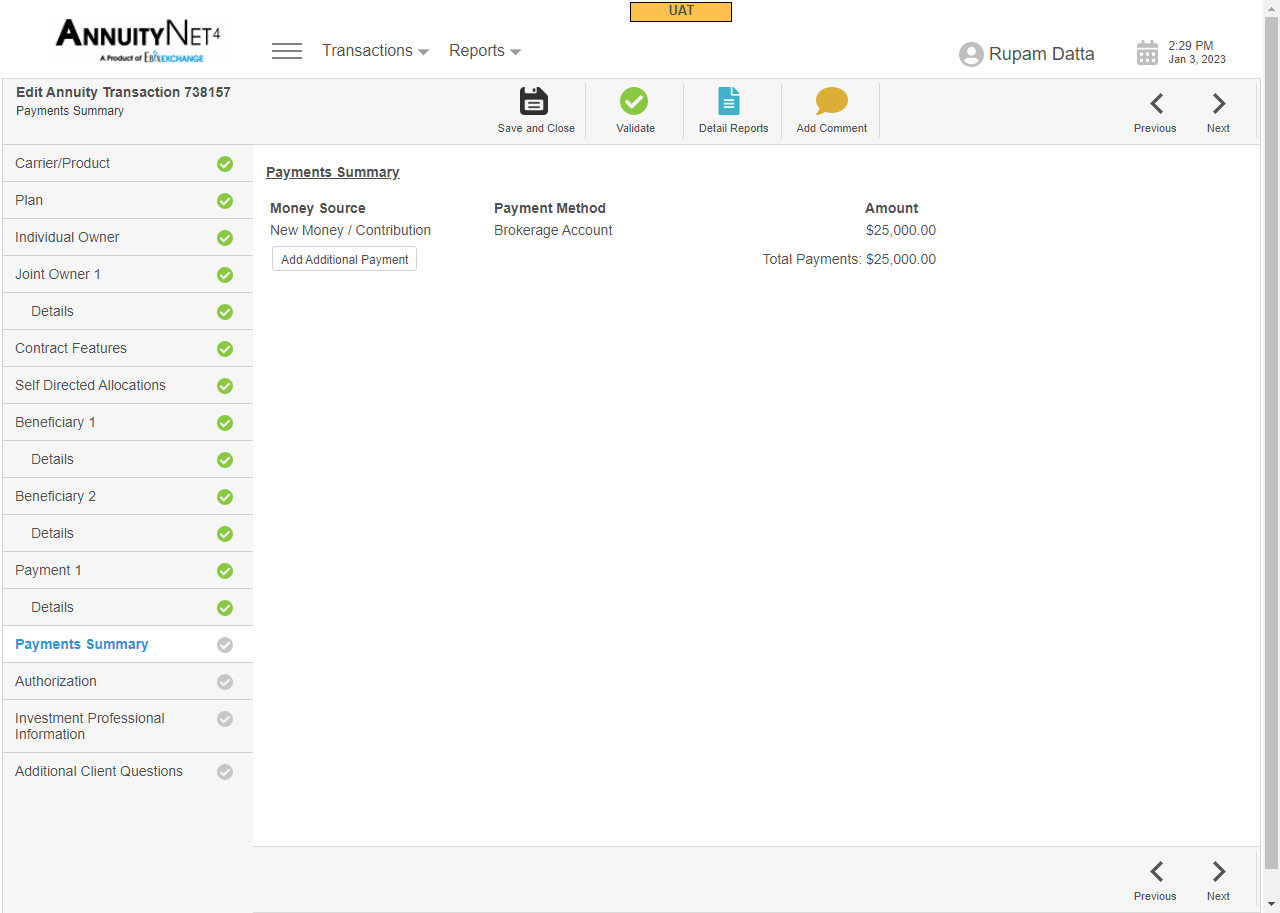 UAT
ANNUITYNET4
A Product of EBIXEXCHANGE
Transactions
Reports
Rupam Datta
2:29 PM
Jan 3, 2023
Edit Annuity Transaction 738157
Payments Summary
Save and Close
Validate
Detail Reports
Add Comment
Previous
Next
Carrier/Product
Plan
Individual Owner
Joint Owner 1
Details
Contract Features
Self Directed Allocations
Beneficiary 1
Details
Beneficiary 2
Details
Payment 1
Details
Payments Summary
Authorization
Investment Professional
Information
Additional Client Questions
Payments Summary
Money Source Payment Method Amount
New Money / Contribution Brokerage Account $25,000.00
Add Additional Payment Total Payments: $25,000.00
Previous
Next